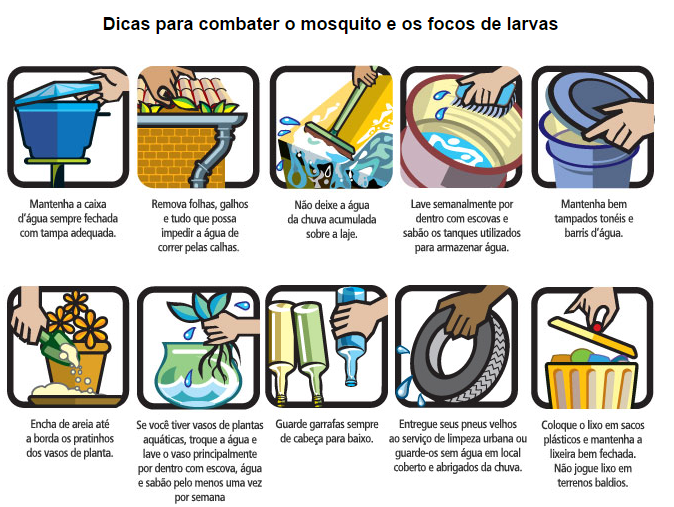 Dicas para combater o mosquito e os focos de larvas
Mantenha a caixa
d'água sempre fechada
com tampa adequada.
Remova folhas, galhos
e tudo que possa
impedir a água de
correr pelas calhas.
Não deixe a água
da chuva acumulada
sobre a laje.
Lave semanalmente por
dentro com escovas e
sabão os tanques utilizados
para armazenar água.
Mantenha bem
tampados tonéis e
barris d'água.
Encha de areia até
a borda os pratinhos
dos vasos de planta.
Se você tiver vasos de plantas
aquáticas, troque a água e
lave o vaso principalmente
por dentro com escova, água
e sabão pelo menos uma vez
por semana
Guarde garrafas sempre
de cabeça para baixo.
Entregue seus pneus velhos
ao serviço de limpeza urbana ou
guarde-os sem água em local
coberto e abrigados da chuva.
Coloque o lixo em sacos
plásticos e mantenha a
lixeira bem fechada.
Não jogue lixo em
terrenos baldios.